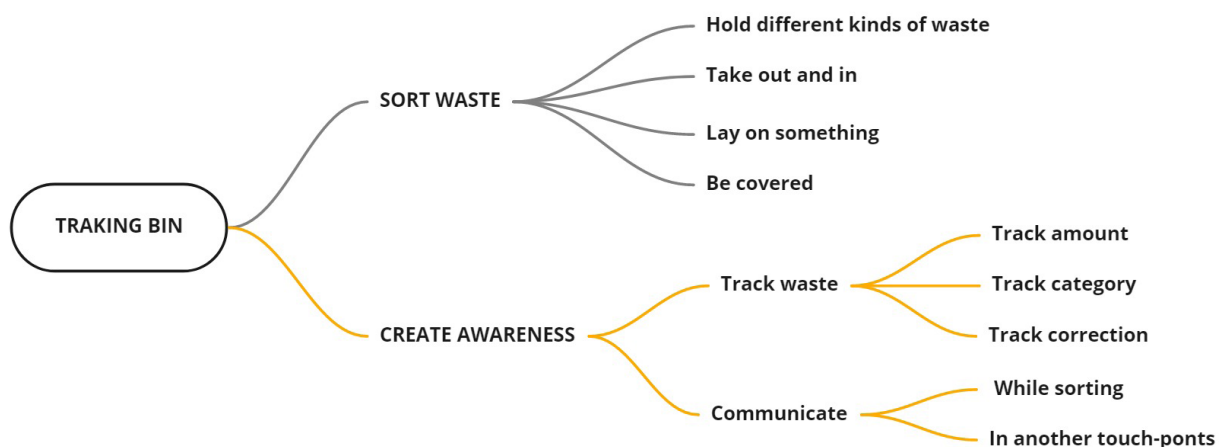 TRAKING BIN
SORT WASTE
Hold different kinds of waste
Take out and in
Lay on something
Be covered
CREATE AWARENESS
Track waste
Track amount
Track category
Track correction
Communicate
While sorting
In another touch-ponts